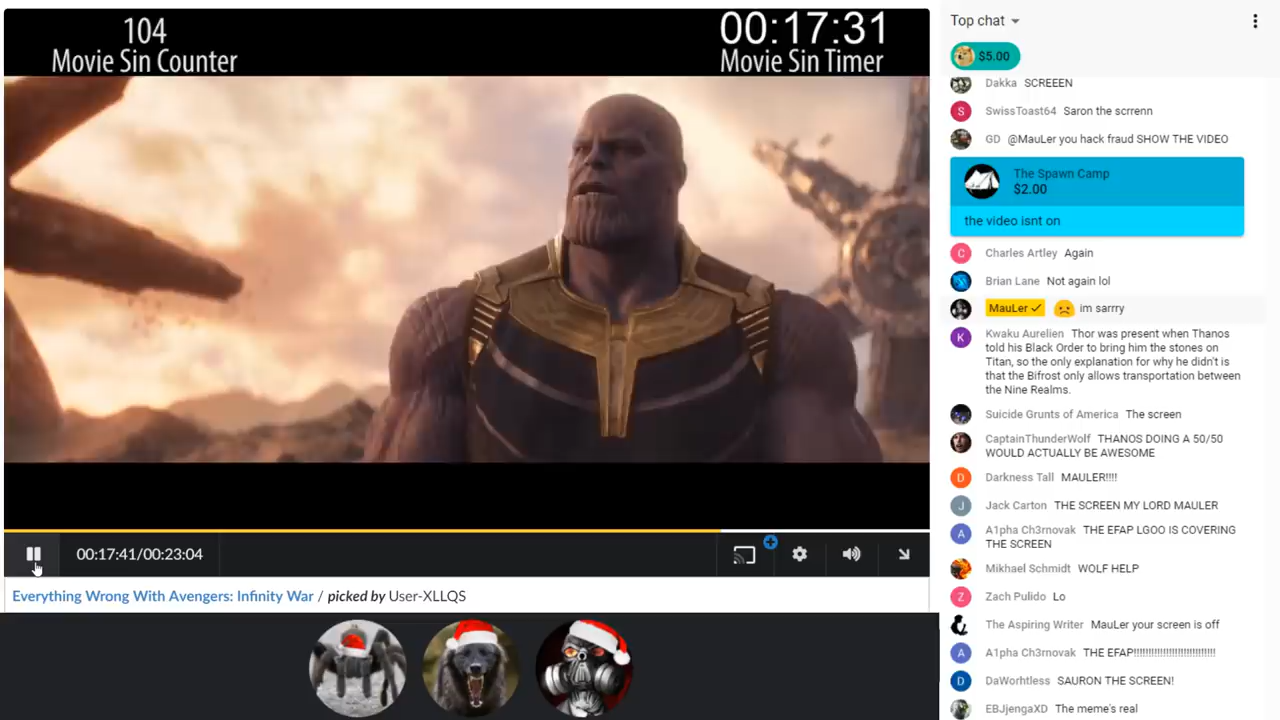 104
Movie Sin Counter
00:17:31
Movie Sin Timer
00:17:41/00:23:04
Everything Wrong With Avengers: Infinity War / picked by User-XLLQS
Top chat
$5.00
Dakka SCREEEN
S SwissToast64 Saron the scrrenn
GD @MauLer you hack fraud SHOW THE VIDEO
The Spawn Camp
$2.00
the video isnt on
C Charles Artley Again
Brian Lane Not again lol
MauLer im sarrry
K Kwaku Aurelien Thor was present when Thanos
told his Black Order to bring him the stones on
Titan, so the only explanation for why he didn't is
that the Bifrost only allows transportation between
the Nine Realms.
Suicide Grunts of America The screen
CaptainThunderWolf THANOS DOING A 50/50
WOULD ACTUALLY BE AWESOME
D Darkness Tall MAULER!!!!
J Jack Carton THE SCREEN MY LORD MAULER
A A1pha Ch3rnovak THE EFAP LGOO IS COVERING
THE SCREEN
Mikhael Schmidt WOLF HELP
Z Zach Pulido Lo
The Aspiring Writer MauLer your screen is off
A A1pha Ch3rnovak THE EFAP!!!!!!!!!!!!!!!!!!!!!!!!!!!!
D DaWorhtless SAURON THE SCREEN!
EBJjengaXD The meme's real